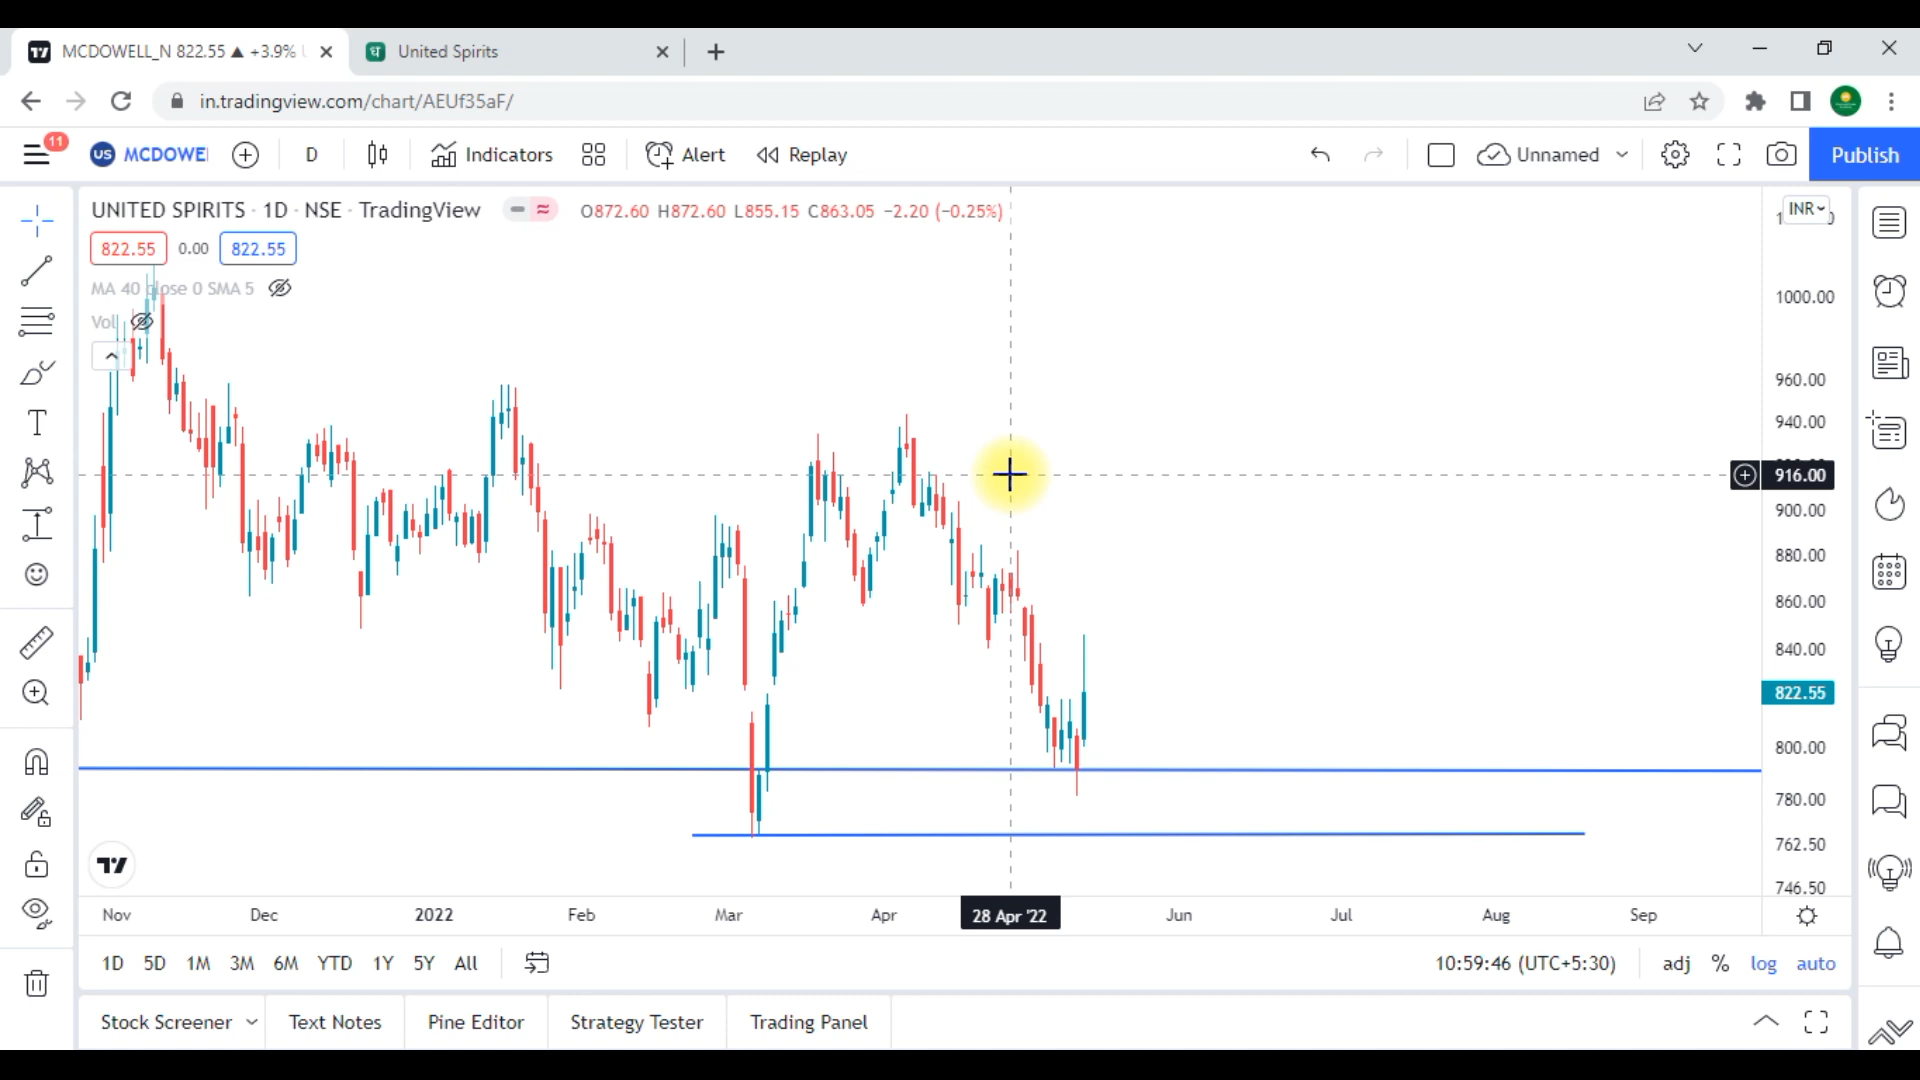 MCDOWELL_N 822.55 ▲ +3.9%
United Spirits
in.tradingview.com/chart/AEUf35aF/
11
US MCDOWEL
D
Indicators
Alert
Replay
Unnamed
Publish
UNITED SPIRITS · 1D · NSE · TradingView
O872.60 H872.60 L855.15 C863.05 −2.20 (−0.25%)
INR
822.55 0.00 822.55
MA 40 close 0 SMA 5
Vol
1000.00
960.00
940.00
916.00
900.00
880.00
860.00
840.00
822.55
800.00
780.00
762.50
746.50
Nov Dec 2022 Feb Mar Apr 28 Apr '22 Jun Jul Aug Sep
1D 5D 1M 3M 6M YTD 1Y 5Y All
10:59:46 (UTC+5:30) adj % log auto
Stock Screener Text Notes Pine Editor Strategy Tester Trading Panel